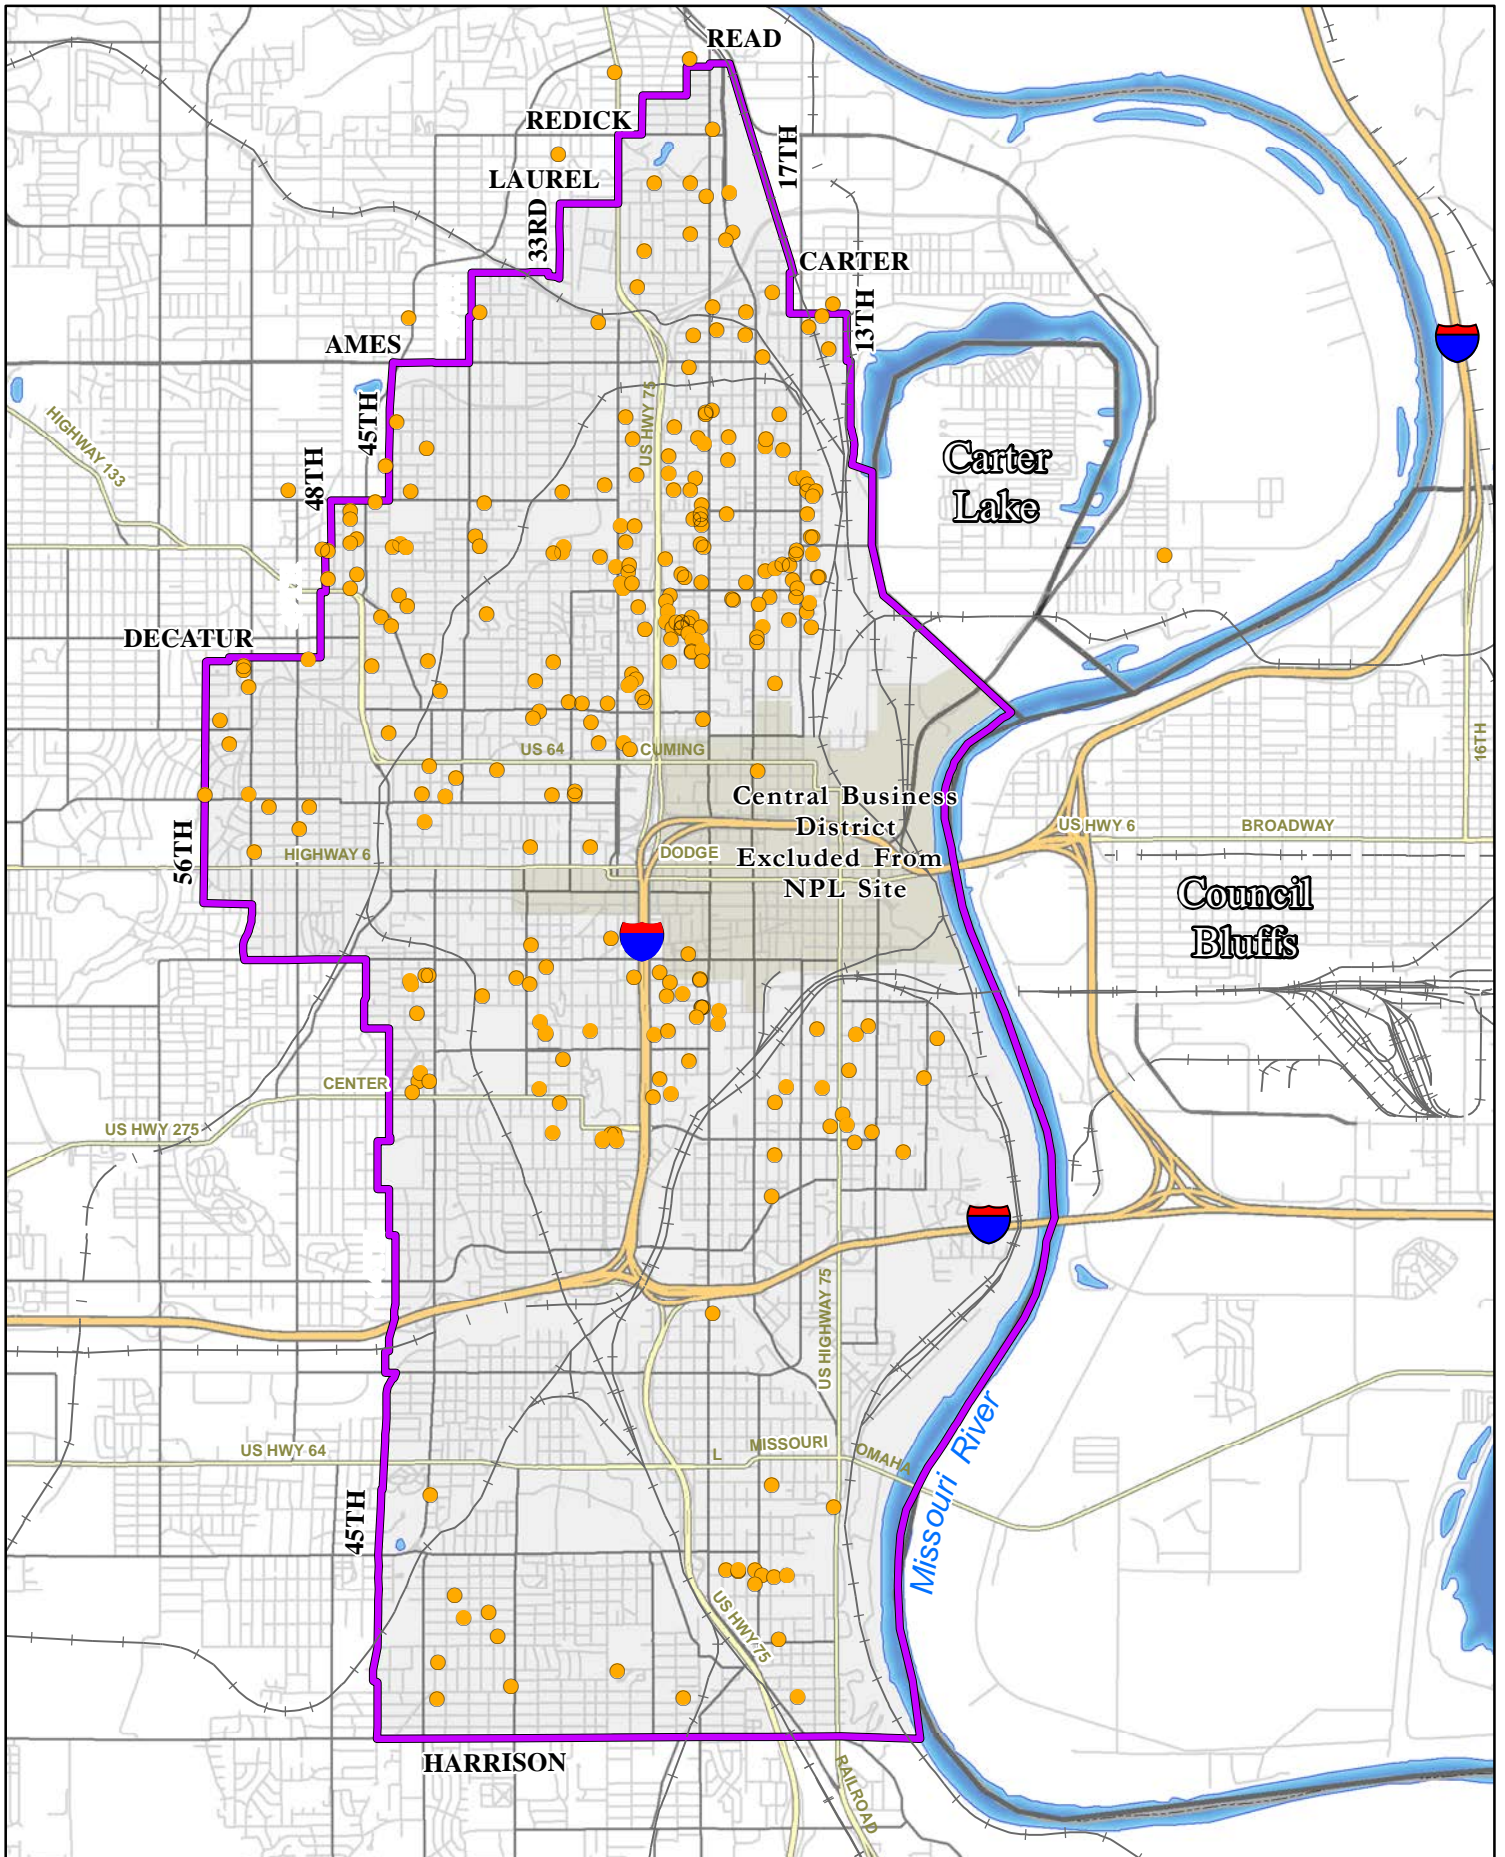 READ
REDICK
17TH
LAUREL
33RD
CARTER
13TH
AMES
US HWY 75
45TH
HIGHWAY 133
48TH
Carter
Lake
DECATUR
US 64
CUMING
16TH
Central Business
District
Excluded From
NPL Site
US HWY 6
BROADWAY
56TH
HIGHWAY 6
DODGE
Council
Bluffs
CENTER
US HWY 275
US HIGHWAY 75
Missouri River
US HWY 64
L
MISSOURI
OMAHA
45TH
US HWY 75
HARRISON
RAILROAD